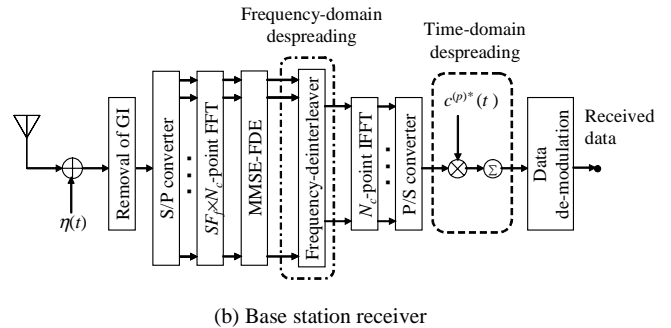 Frequency-domain
despreading
Time-domain
despreading
c^(p)*(t)
Received
data
η(t)
Removal of GI
S/P converter
SF_f×N_c-point FFT
MMSE-FDE
Frequency-deinterleaver
N_c-point IFFT
P/S converter
Σ
Data
de-modulation
(b) Base station receiver